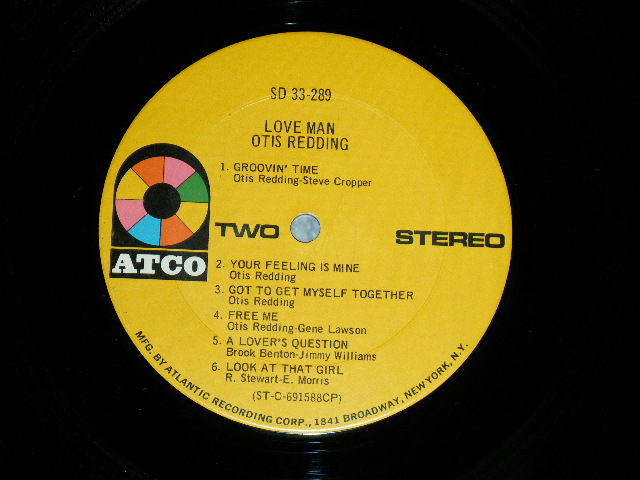 SD 33-289
LOVE MAN
OTIS REDDING
1. GROOVIN' TIME
Otis Redding-Steve Cropper
ATCO
TWO
STEREO
2. YOUR FEELING IS MINE
Otis Redding
3. GOT TO GET MYSELF TOGETHER
Otis Redding
4. FREE ME
Otis Redding-Gene Lawson
5. A LOVER'S QUESTION
Brook Benton-Jimmy Williams
6. LOOK AT THAT GIRL
R. Stewart-E. Morris
(ST-C-691588CP)
MFG. BY ATLANTIC RECORDING CORP., 1841 BROADWAY, NEW YORK, N.Y.